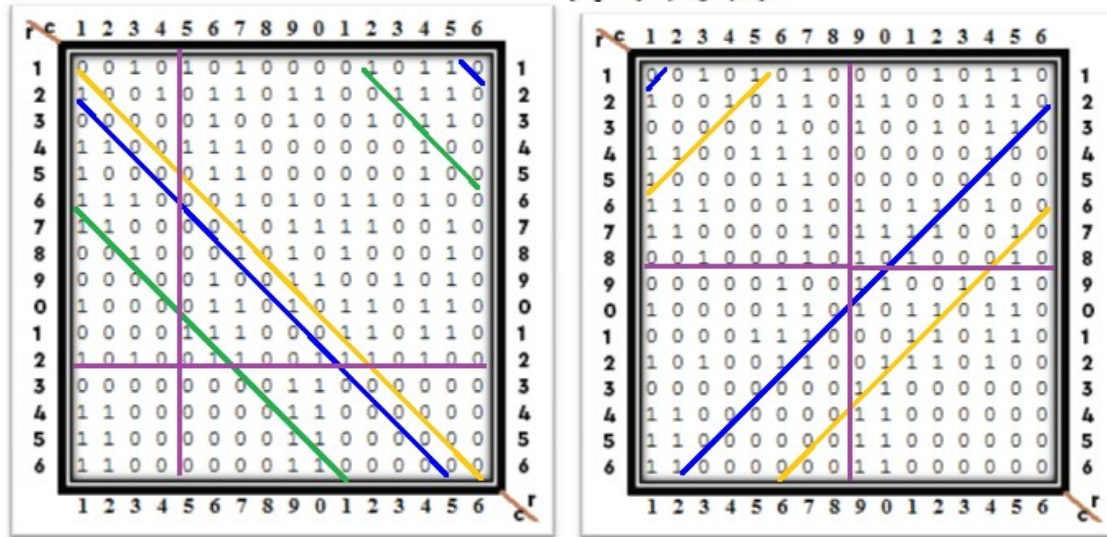 r c 1 2 3 4 5 6 7 8 9 0 1 2 3 4 5 6
1 0 0 1 0 1 0 1 0 0 0 0 1 0 1 1 0 1
2 1 0 0 1 0 1 1 0 1 1 0 0 1 1 1 0 2
3 0 0 0 0 0 1 0 0 1 0 0 1 0 1 1 0 3
4 1 1 0 0 1 1 1 0 0 0 0 0 0 1 0 0 4
5 1 0 0 0 0 1 1 0 0 0 0 0 0 1 0 0 5
6 1 1 1 0 0 0 1 0 1 0 1 1 0 1 0 0 6
7 1 1 0 0 0 0 1 0 1 1 1 1 0 0 1 0 7
8 0 0 1 0 0 0 1 0 1 0 1 0 0 0 1 0 8
9 0 0 0 0 0 1 0 0 1 1 0 0 1 0 1 0 9
0 0 0 0 0 0 1 1 0 1 0 1 1 0 1 0 0 0
1 0 0 0 0 1 1 1 0 0 0 1 1 0 1 0 0 1
2 1 0 1 0 0 1 1 0 0 1 1 1 0 1 0 0 2
3 0 0 0 0 0 0 0 0 1 1 0 0 0 0 0 0 3
4 1 1 0 0 0 0 0 0 1 1 0 0 0 0 0 0 4
5 1 1 0 0 0 0 0 0 1 1 0 0 0 0 0 0 5
6 1 1 0 0 0 0 0 0 1 1 0 0 0 0 0 0 6
1 2 3 4 5 6 7 8 9 0 1 2 3 4 5 6 c r
r c 1 2 3 4 5 6 7 8 9 0 1 2 3 4 5 6
1 0 0 1 0 1 0 1 0 0 0 0 1 0 1 1 0 1
2 1 0 0 1 0 1 1 0 1 1 0 0 1 1 1 0 2
3 0 0 0 0 0 1 0 0 1 0 0 1 0 1 1 0 3
4 1 1 0 0 1 1 1 0 0 0 0 0 0 1 0 0 4
5 1 0 0 0 0 1 1 0 0 0 0 0 0 1 0 0 5
6 1 1 1 0 0 0 1 0 1 0 1 1 0 1 0 0 6
7 1 1 0 0 0 0 1 0 1 1 1 1 0 0 1 0 7
8 0 0 1 0 0 0 1 0 1 0 1 0 0 0 1 0 8
9 0 0 0 0 0 1 0 0 1 1 0 0 1 0 1 0 9
0 0 0 0 0 0 1 1 0 1 0 1 1 0 1 0 0 0
1 0 0 0 0 1 1 1 0 0 0 1 1 0 1 0 0 1
2 1 0 1 0 0 1 1 0 0 1 1 1 0 1 0 0 2
3 0 0 0 0 0 0 0 0 1 1 0 0 0 0 0 0 3
4 1 1 0 0 0 0 0 0 1 1 0 0 0 0 0 0 4
5 1 1 0 0 0 0 0 0 1 1 0 0 0 0 0 0 5
6 1 1 0 0 0 0 0 0 1 1 0 0 0 0 0 0 6
1 2 3 4 5 6 7 8 9 0 1 2 3 4 5 6 c r